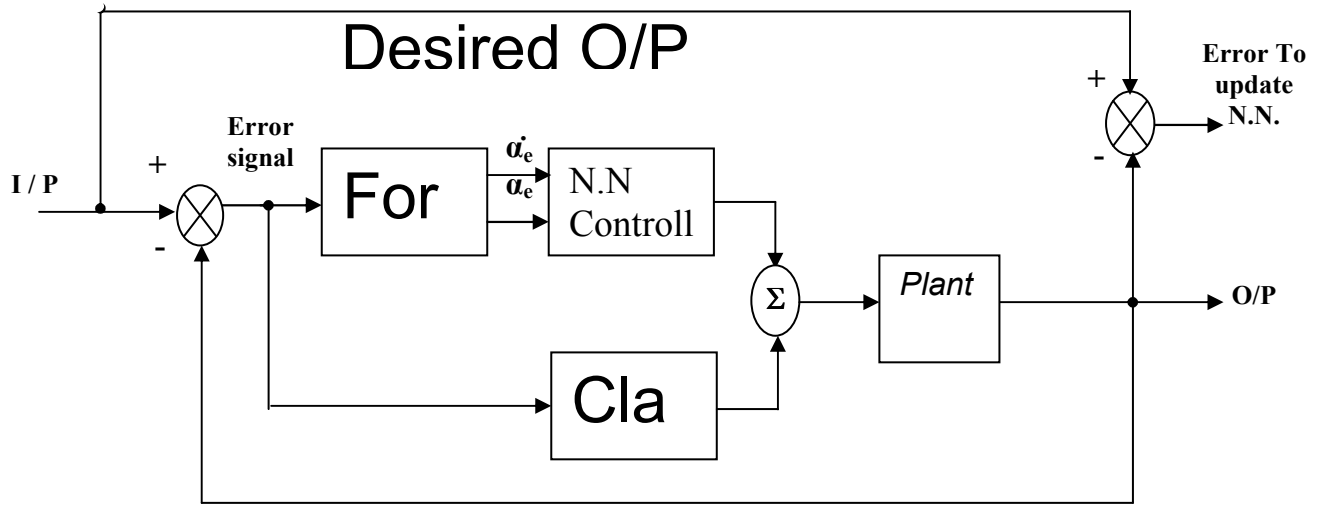 Desired O/P
Error To
update
N.N.
+
-
Error
signal
I / P
+
-
For
α̇e
αe
N.N
Controll
Σ
Plant
O/P
Cla